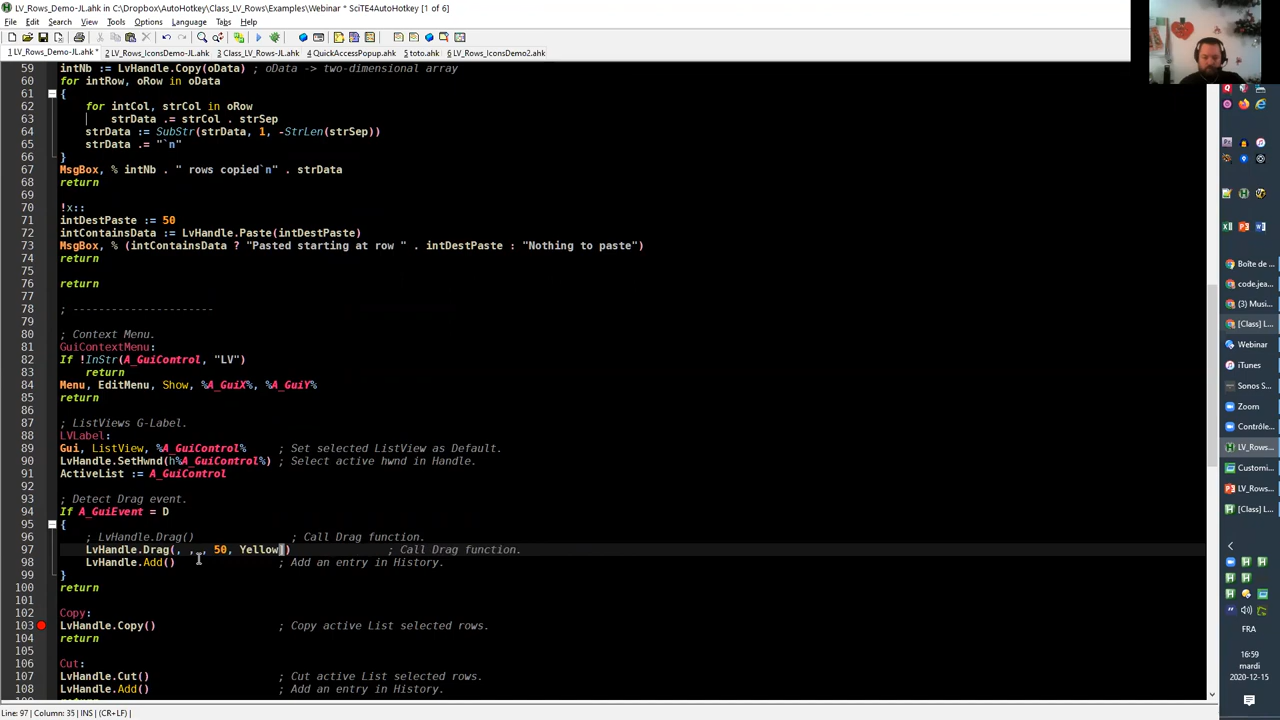 LV_Rows_Demo-JL.ahk in C:\Dropbox\AutoHotkey\Class_LV_Rows\Examples\Webinar * SciTE4AutoHotkey [1 of 6]
File Edit Search View Tools Options Language Tabs Help
1 LV_Rows_Demo-JL.ahk * 2 LV_Rows_IconsDemo-JL.ahk 3 Class_LV_Rows-JL.ahk 4 QuickAccessPopup.ahk 5 toto.ahk 6 LV_Rows_IconsDemo2.ahk
59 intNb := LvHandle.Copy(oData) ; oData -> two-dimensional array
60 for intRow, oRow in oData
61 {
62 for intCol, strCol in oRow
63 strData .= strCol . strSep
64 strData := SubStr(strData, 1, -StrLen(strSep))
65 strData .= "`n"
66 }
67 MsgBox, % intNb . " rows copied`n" . strData
68 return
69
70 !x::
71 intDestPaste := 50
72 intContainsData := LvHandle.Paste(intDestPaste)
73 MsgBox, % (intContainsData ? "Pasted starting at row " . intDestPaste : "Nothing to paste")
74 return
75
76 return
77
78 ; ----------------------
79
80 ; Context Menu.
81 GuiContextMenu:
82 If !InStr(A_GuiControl, "LV")
83 return
84 Menu, EditMenu, Show, %A_GuiX%, %A_GuiY%
85 return
86
87 ; ListViews G-Label.
88 LVLabel:
89 Gui, ListView, %A_GuiControl% ; Set selected ListView as Default.
90 LvHandle.SetHwnd(h%A_GuiControl%) ; Select active hwnd in Handle.
91 ActiveList := A_GuiControl
92
93 ; Detect Drag event.
94 If A_GuiEvent = D
95 {
96 ; LvHandle.Drag() ; Call Drag function.
97 LvHandle.Drag(, , , 50, Yellow) ; Call Drag function.
98 LvHandle.Add() ; Add an entry in History.
99 }
100 return
101
102 Copy:
103 LvHandle.Copy() ; Copy active List selected rows.
104 return
105
106 Cut:
107 LvHandle.Cut() ; Cut active List selected rows.
108 LvHandle.Add() ; Add an entry in History.
Line: 97 | Column: 35 | INS | (CR+LF) |
Boîte de ...
code.jea...
(3) Musi...
[Class] L...
Webinar
iTunes
Sonos S...
Zoom
Contrôle...
LV_Rows...
Customi...
LV_Rows...
[Class] L...
FRA
16:59
mardi
2020-12-15